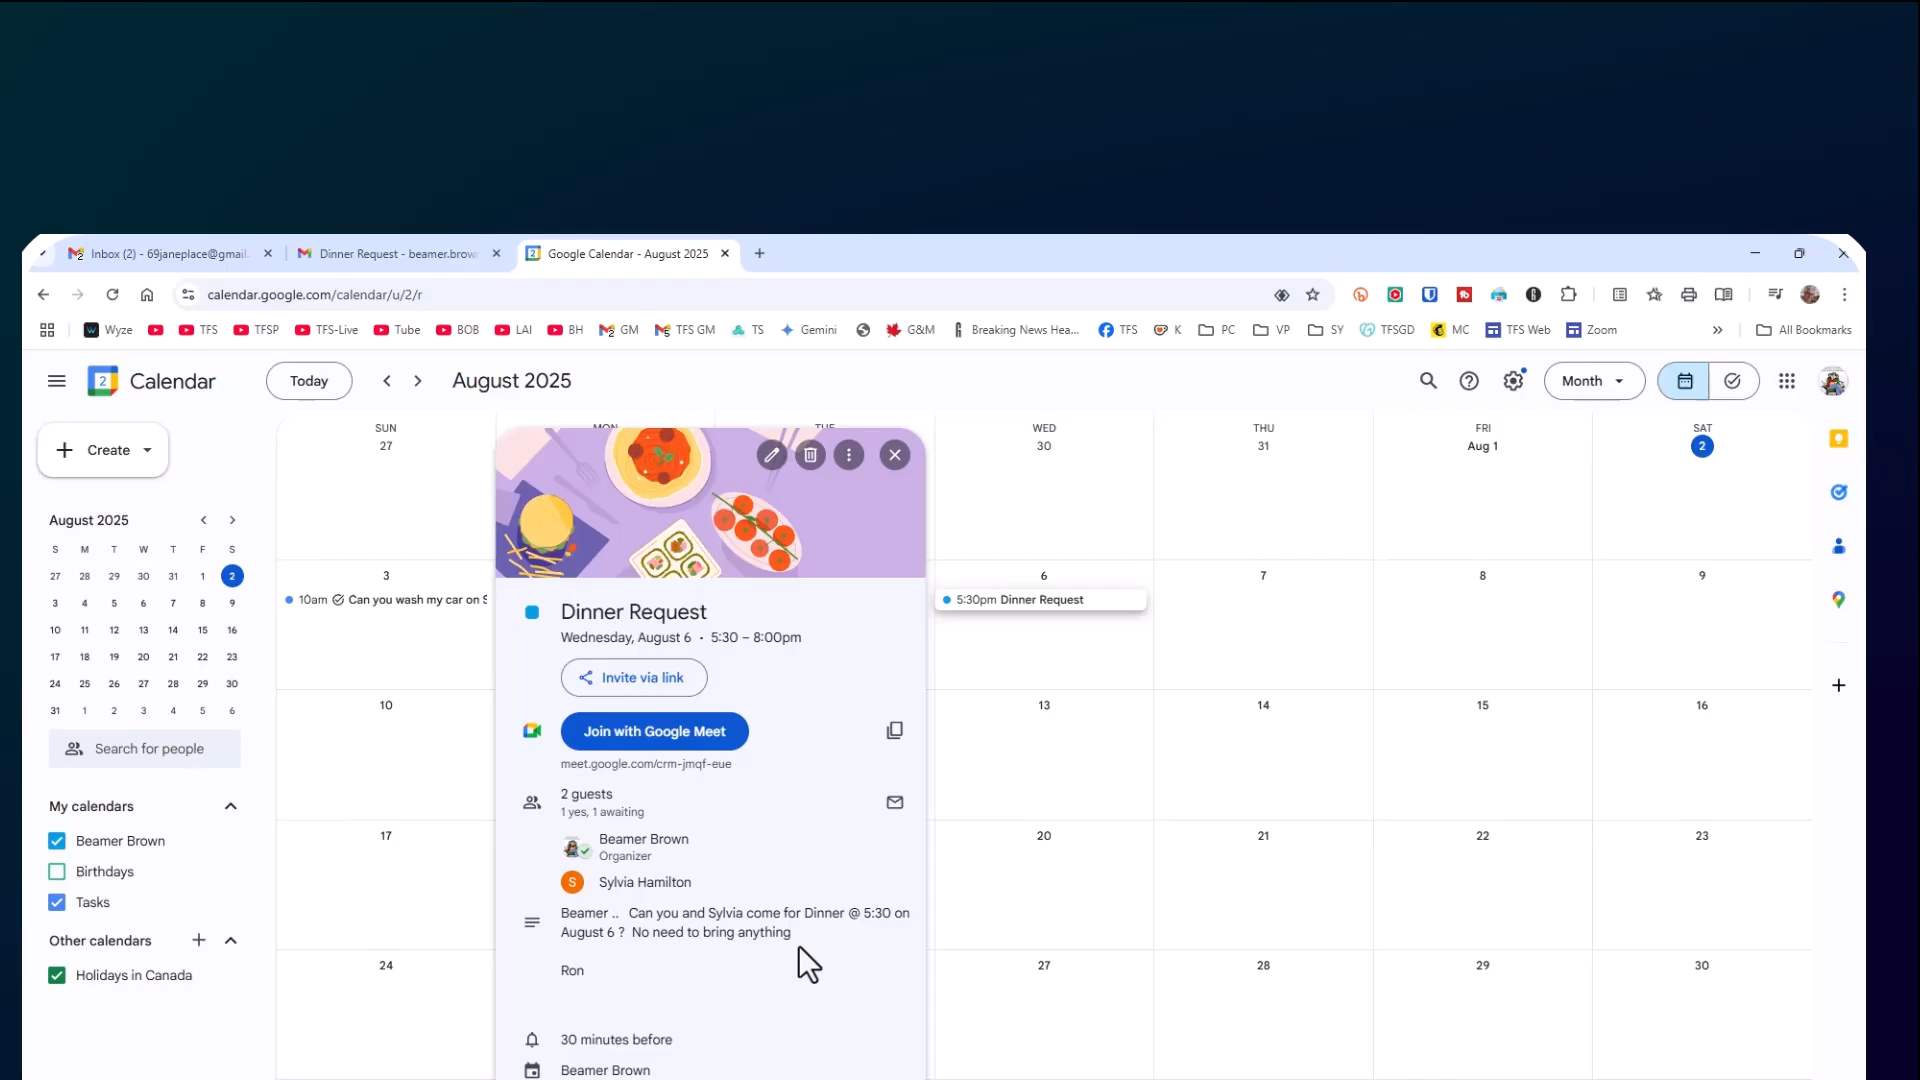 Inbox (2) - 69janeplace@gmail.
Dinner Request - beamer.brown
Google Calendar - August 2025
calendar.google.com/calendar/u/2/r
Wyze
TFS
TFSP
TFS-Live
Tube
BOB
LAI
BH
GM
TFS GM
TS
Gemini
G&M
Breaking News Hea...
TFS
K
PC
VP
SY
TFSGD
MC
TFS Web
Zoom
All Bookmarks
2
Calendar
Today
August 2025
Month
Create
August 2025
S M T W T F S
27 28 29 30 31 1 2
3 4 5 6 7 8 9
10 11 12 13 14 15 16
17 18 19 20 21 22 23
24 25 26 27 28 29 30
31 1 2 3 4 5 6
Search for people
My calendars
Beamer Brown
Birthdays
Tasks
Other calendars
Holidays in Canada
SUN MON TUE WED THU FRI SAT
27 30 31 Aug 1 2
3 6 7 8 9
10am Can you wash my car on S
5:30pm Dinner Request
10 13 14 15 16
17 20 21 22 23
24 27 28 29 30
Dinner Request
Wednesday, August 6 · 5:30 – 8:00pm
Invite via link
Join with Google Meet
meet.google.com/crm-jmqf-eue
2 guests
1 yes, 1 awaiting
Beamer Brown
Organizer
S
Sylvia Hamilton
Beamer .. Can you and Sylvia come for Dinner @ 5:30 on
August 6 ? No need to bring anything
Ron
30 minutes before
Beamer Brown